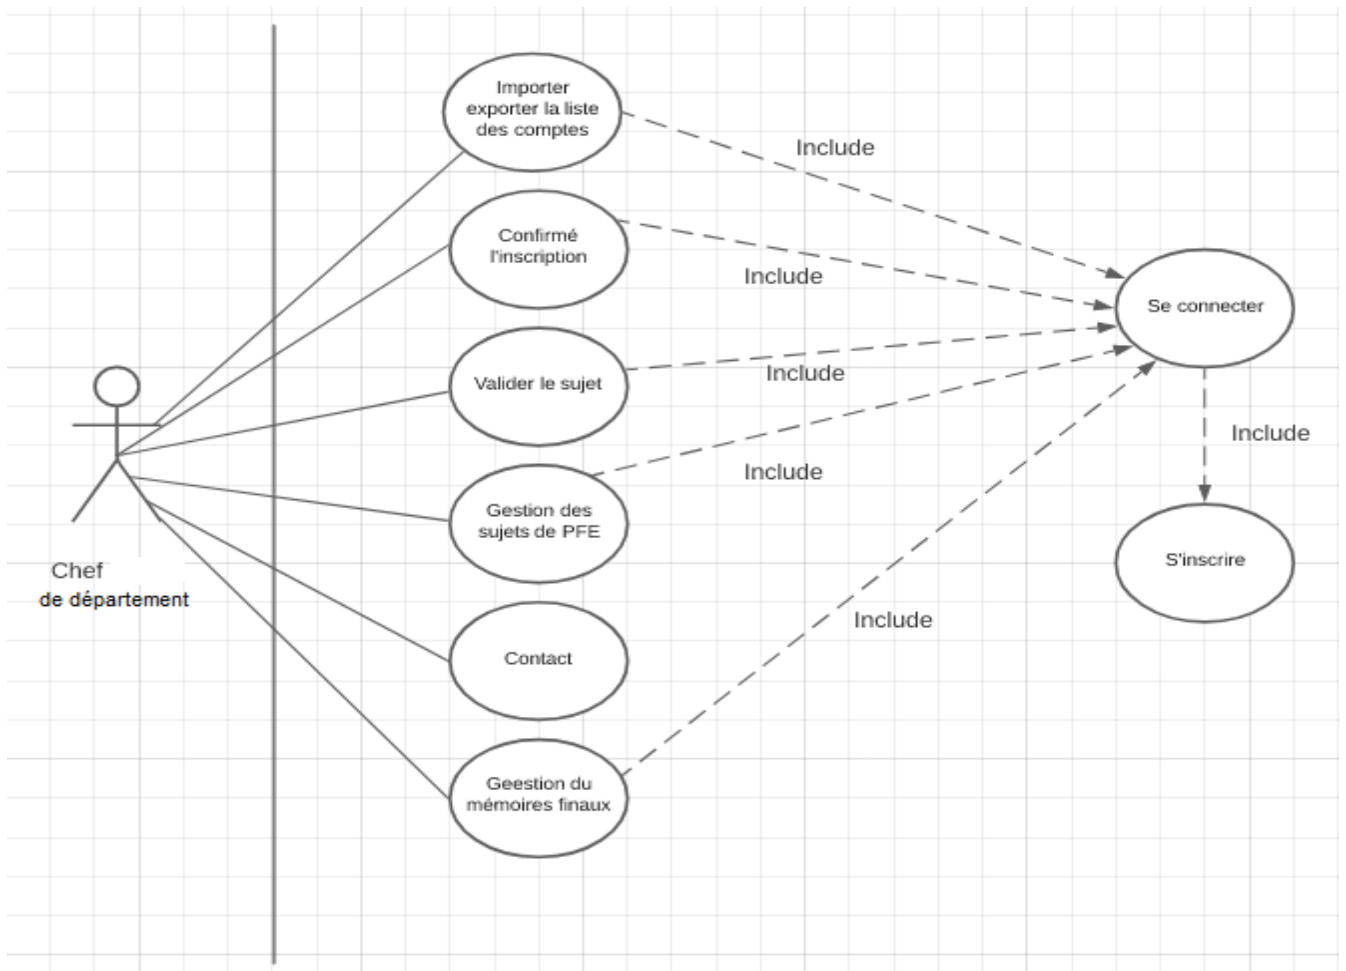 Importer
exporter la liste
des comptes
Include
Confirmé
l'inscription
Include
Se connecter
Valider le sujet
Include
Include
Include
Gestion des
sujets de PFE
S'inscrire
Chef
de département
Include
Contact
Geestion du
mémoires finaux